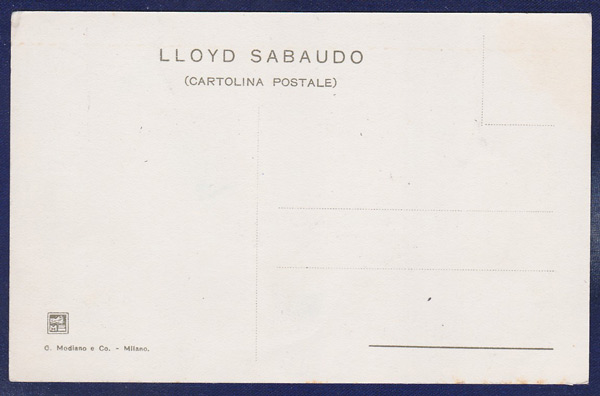 LLOYD SABAUDO
(CARTOLINA POSTALE)
G. Modiano e Co. - Milano.